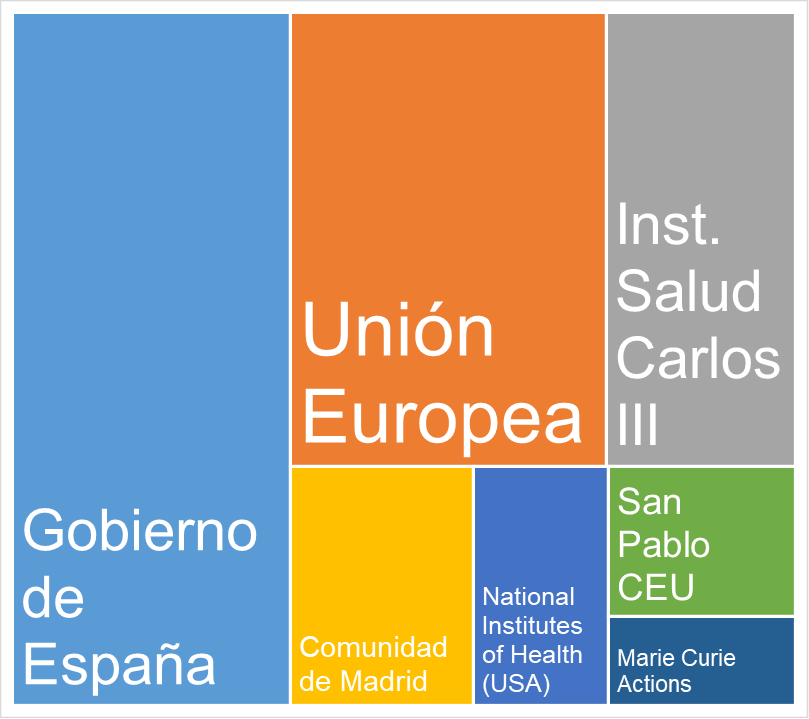 Gobierno
de
España
Unión
Europea
Inst.
Salud
Carlos
III
Comunidad
de Madrid
National
Institutes
of Health
(USA)
San
Pablo
CEU
Marie Curie
Actions